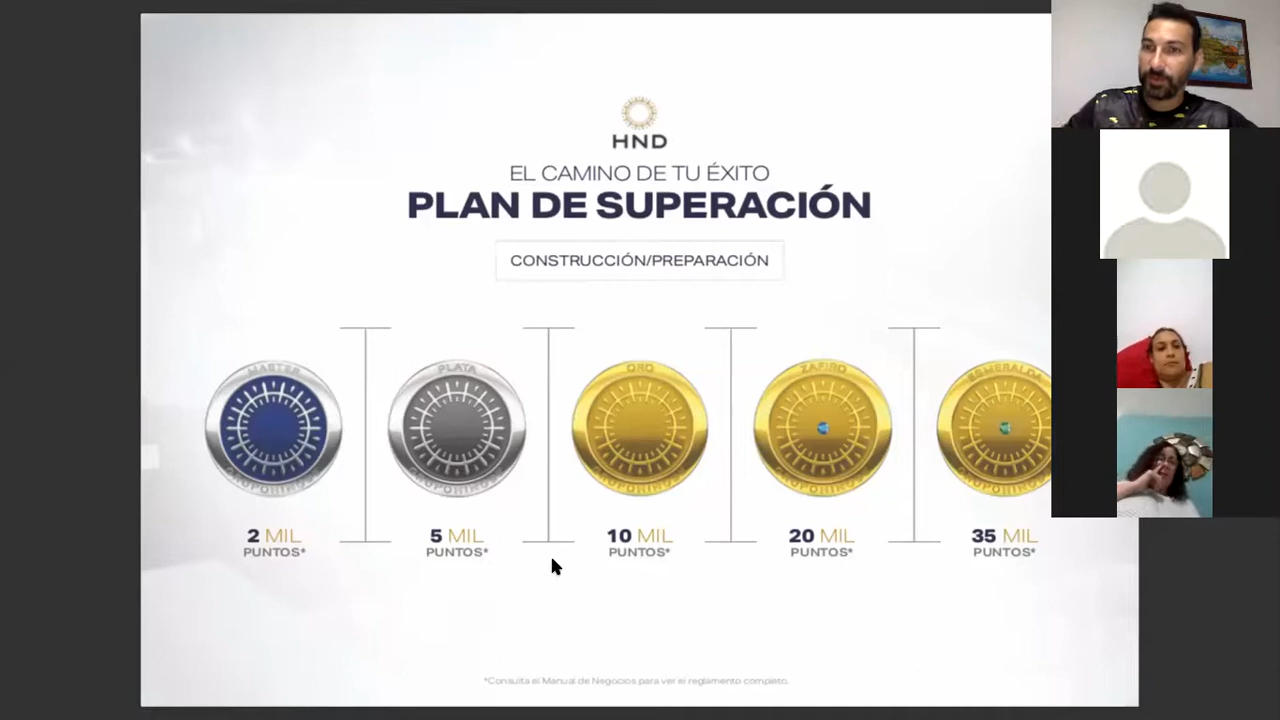 HND
EL CAMINO DE TU ÉXITO
PLAN DE SUPERACIÓN
CONSTRUCCIÓN/PREPARACIÓN
MASTER
PLATA
ORO
ZAFIRO
ESMERALDA
2 MIL
PUNTOS*
5 MIL
PUNTOS*
10 MIL
PUNTOS*
20 MIL
PUNTOS*
35 MIL
PUNTOS*
*Consulta el Manual de Negocios para ver el reglamento completo.